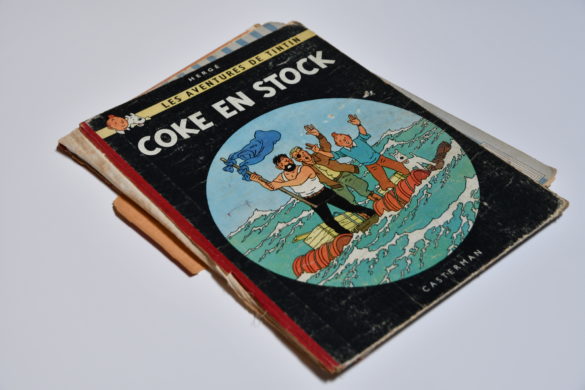 HERGÉ
LES AVENTURES DE TINTIN
COKE EN STOCK
CASTERMAN